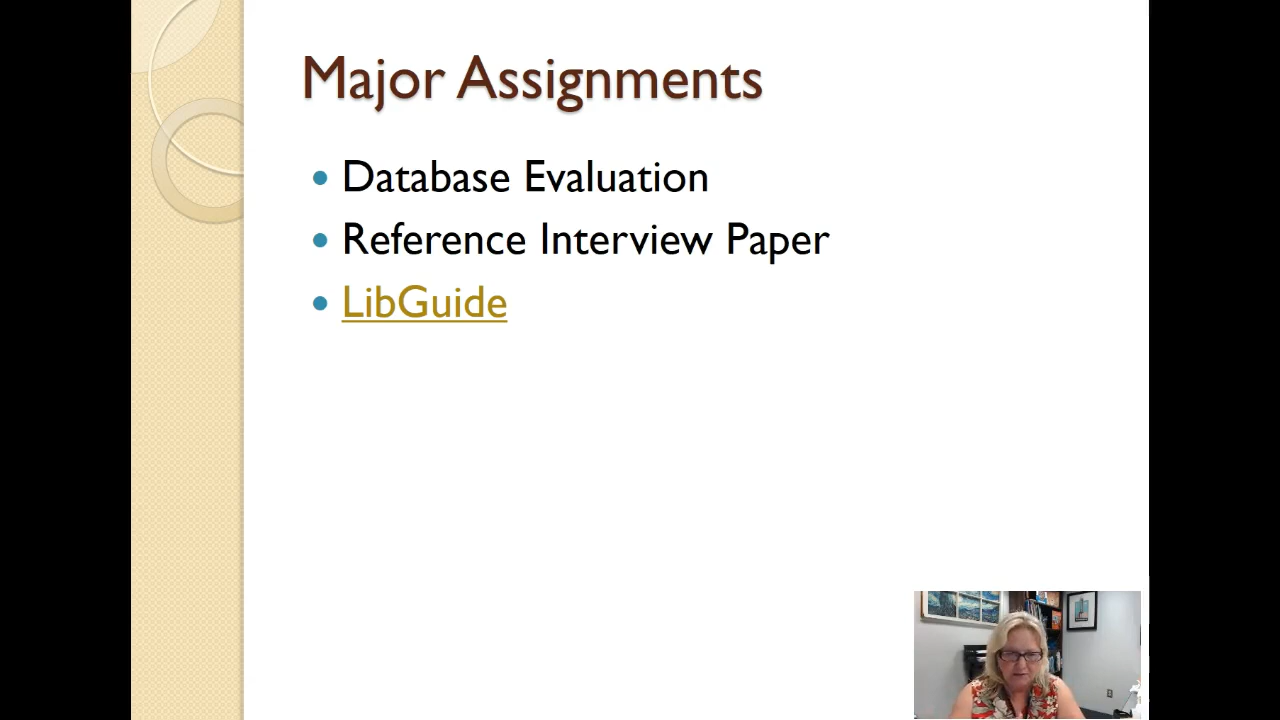 Major Assignments
Database Evaluation
Reference Interview Paper
LibGuide